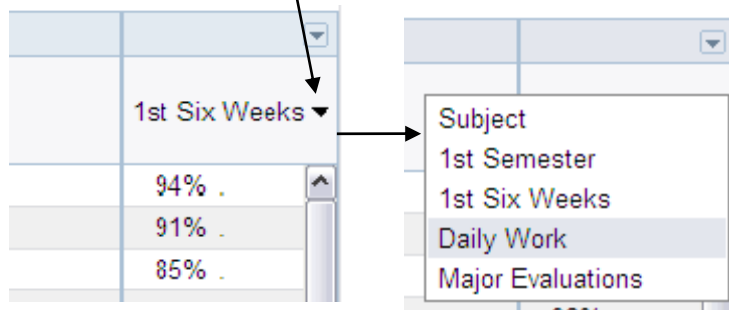 1st Six Weeks
94% .
91% .
85% .
Subject
1st Semester
1st Six Weeks
Daily Work
Major Evaluations